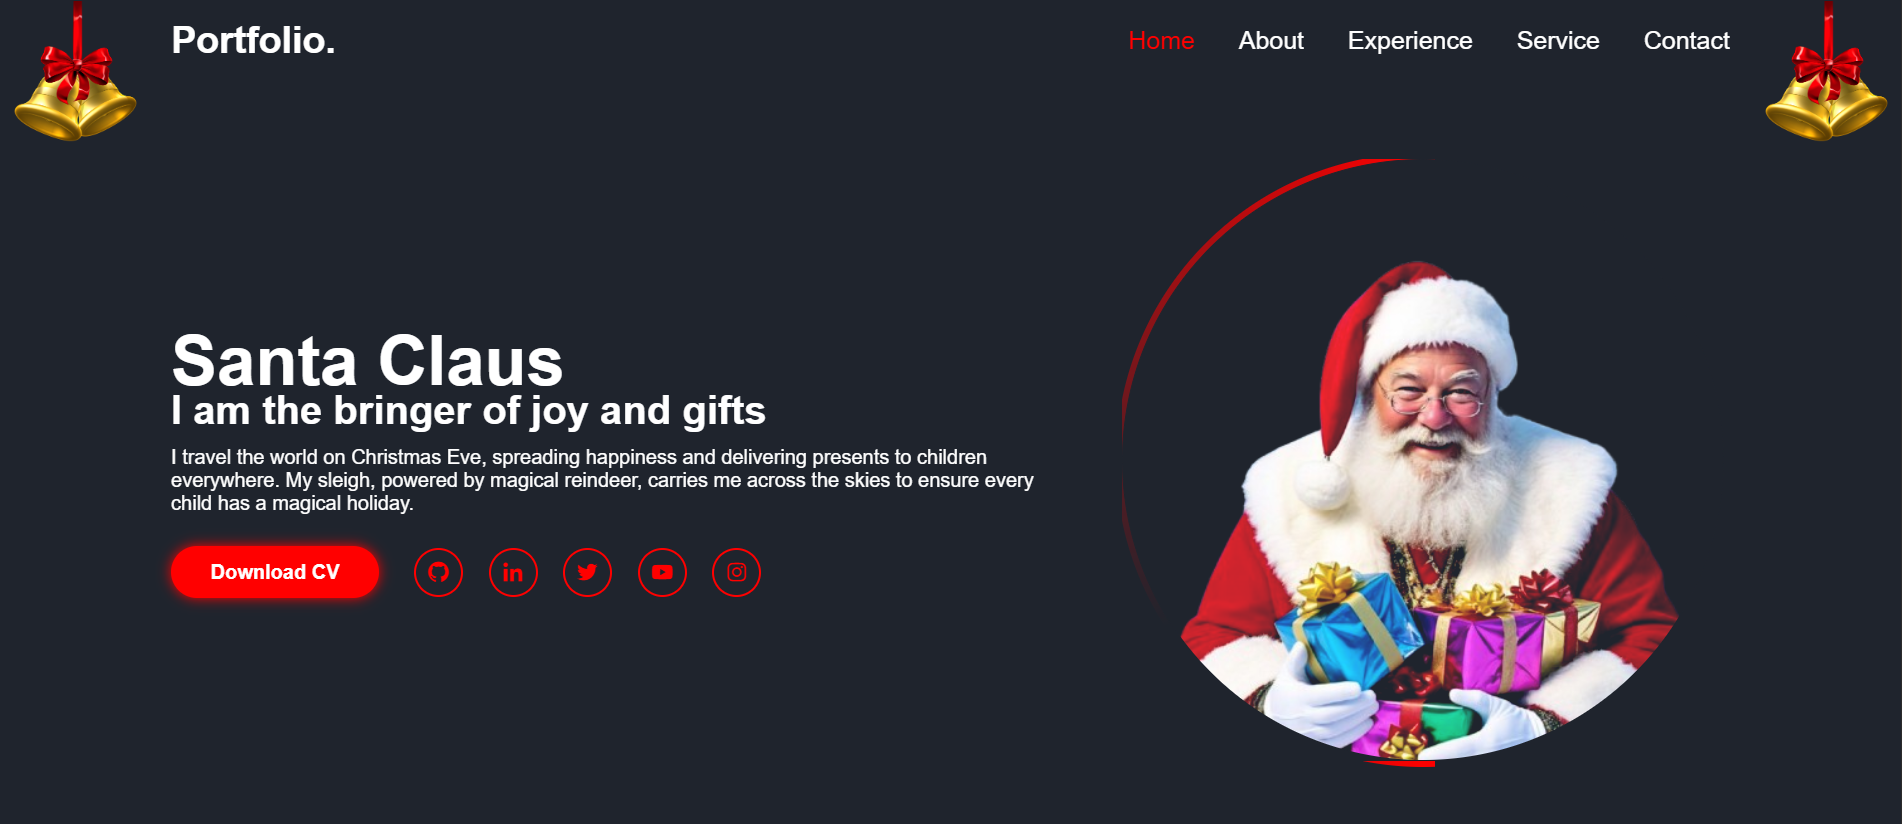 Portfolio.
Home
About
Experience
Service
Contact
Santa Claus
I am the bringer of joy and gifts
I travel the world on Christmas Eve, spreading happiness and delivering presents to children
everywhere. My sleigh, powered by magical reindeer, carries me across the skies to ensure every
child has a magical holiday.
Download CV